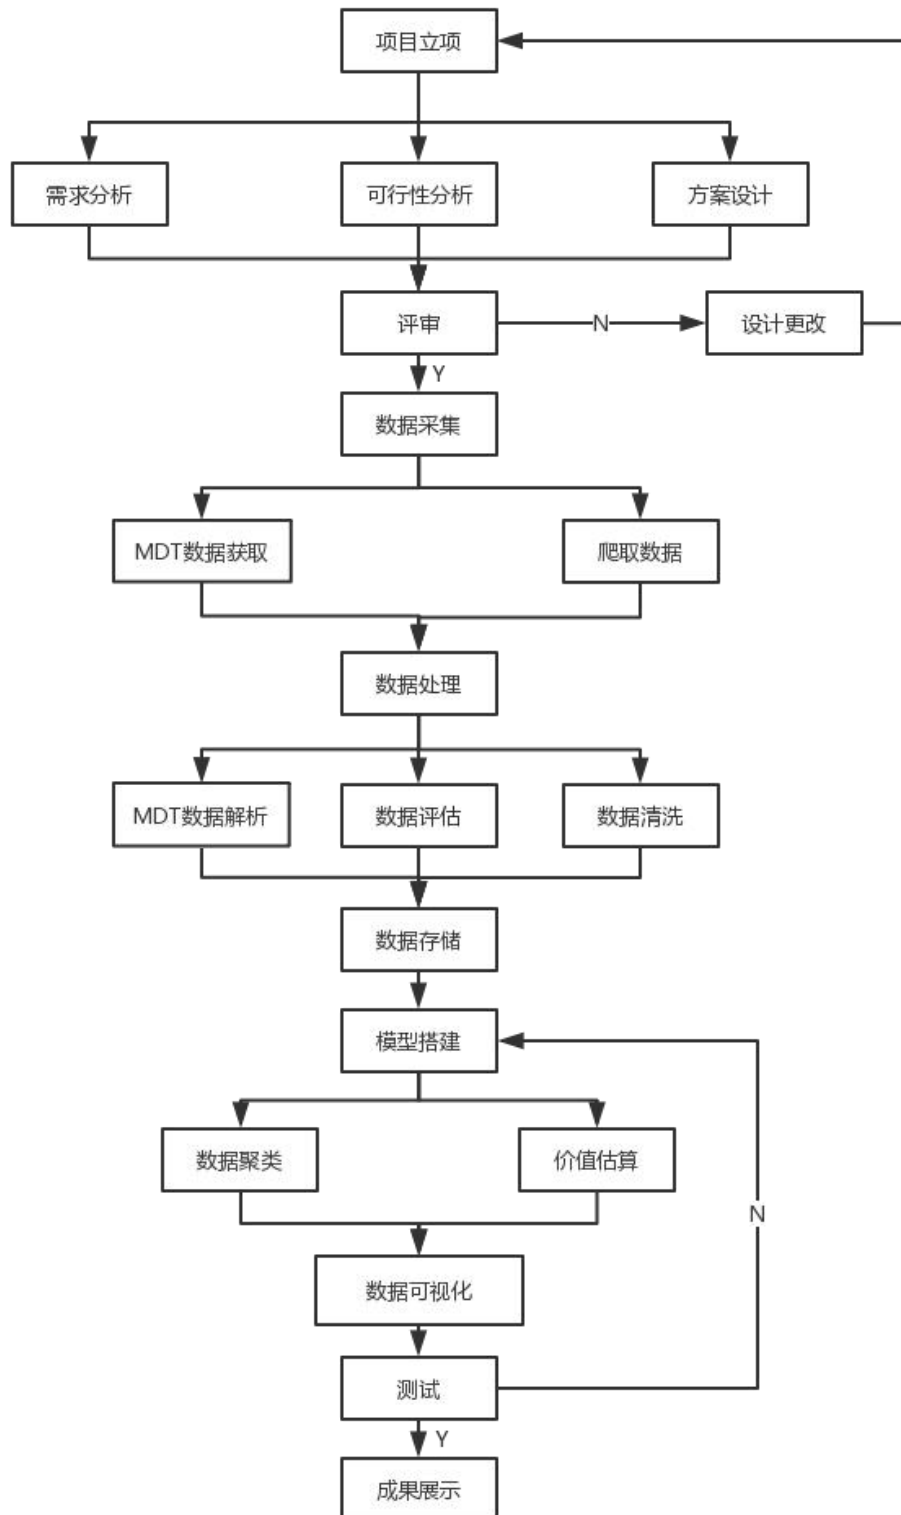 项目立项
需求分析
可行性分析
方案设计
评审
N
设计更改
Y
数据采集
MDT数据获取
爬取数据
数据处理
MDT数据解析
数据评估
数据清洗
数据存储
模型搭建
数据聚类
价值估算
N
数据可视化
测试
Y
成果展示